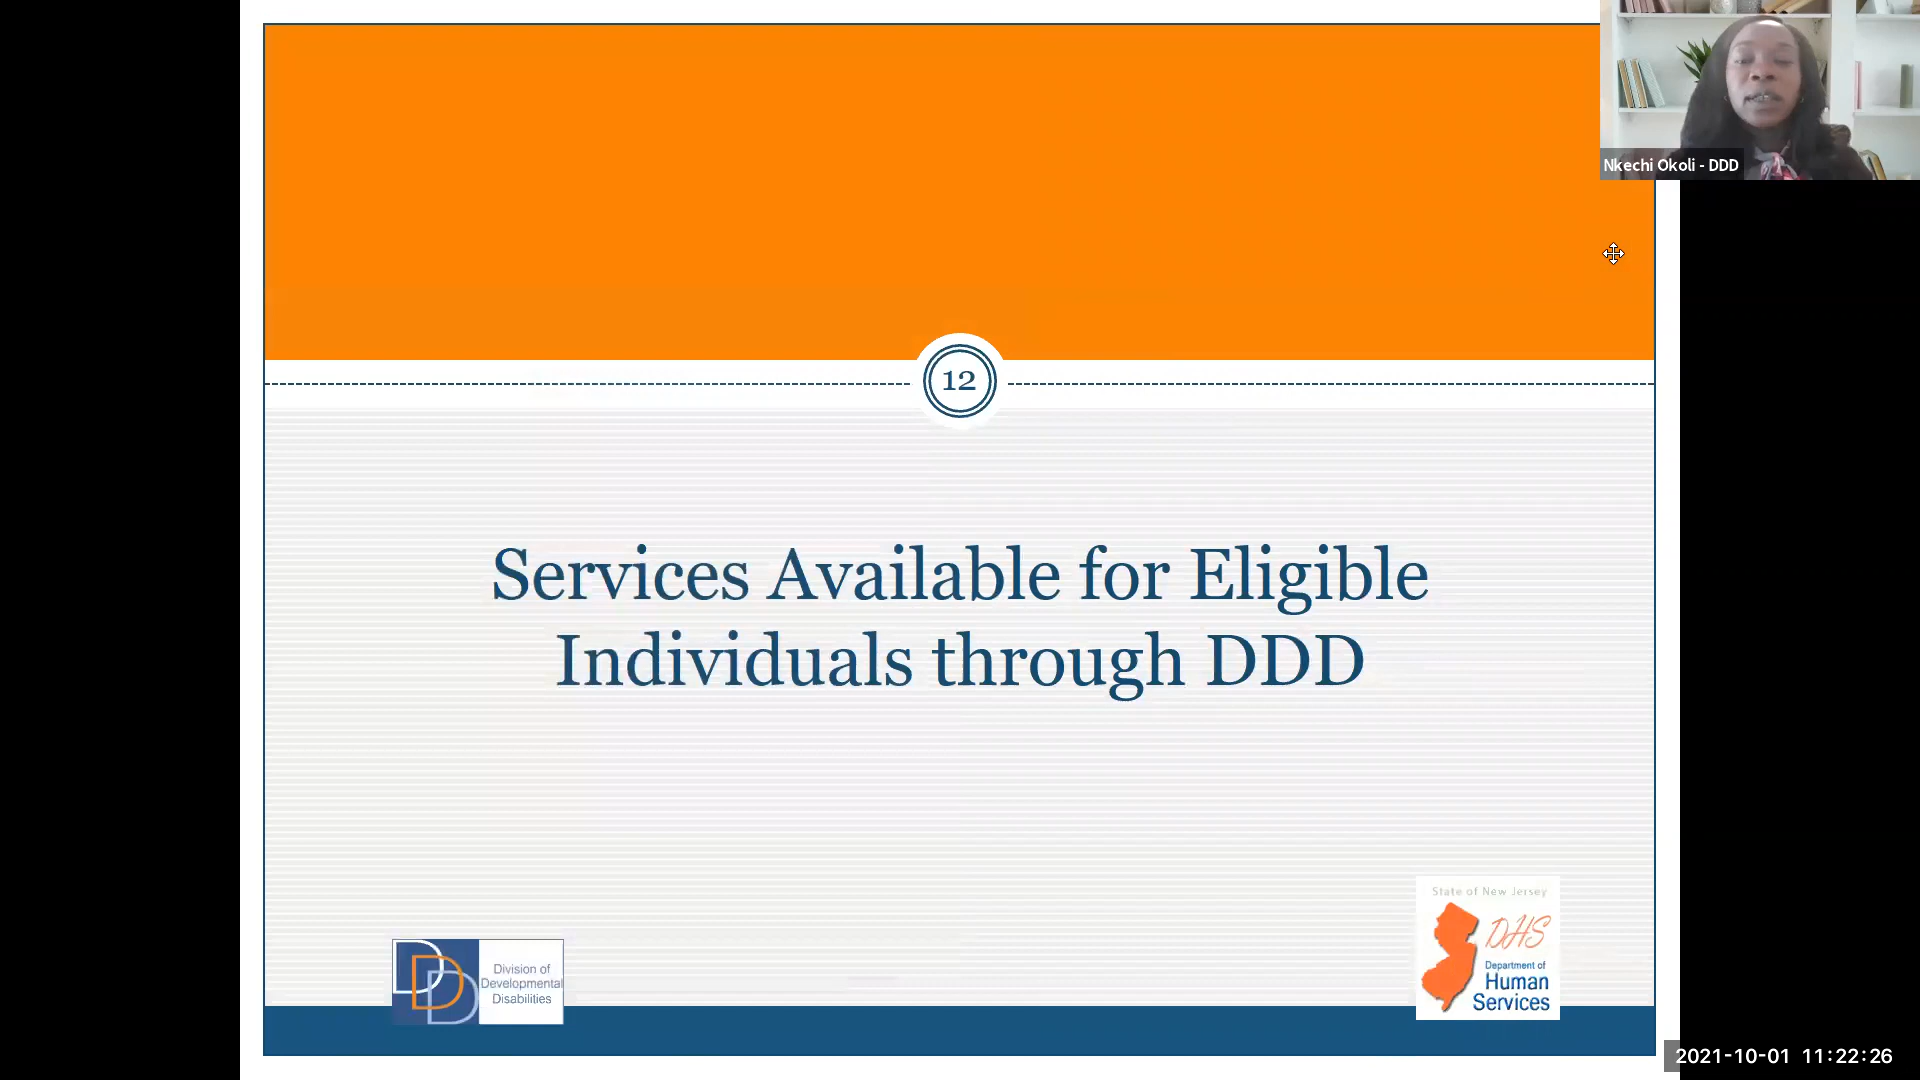 Nkechi Okoli - DDD
12
Services Available for Eligible
Individuals through DDD
DDD
Division of
Developmental
Disabilities
State of New Jersey
DHS
Department of
Human
Services
2021-10-01 11:22:26